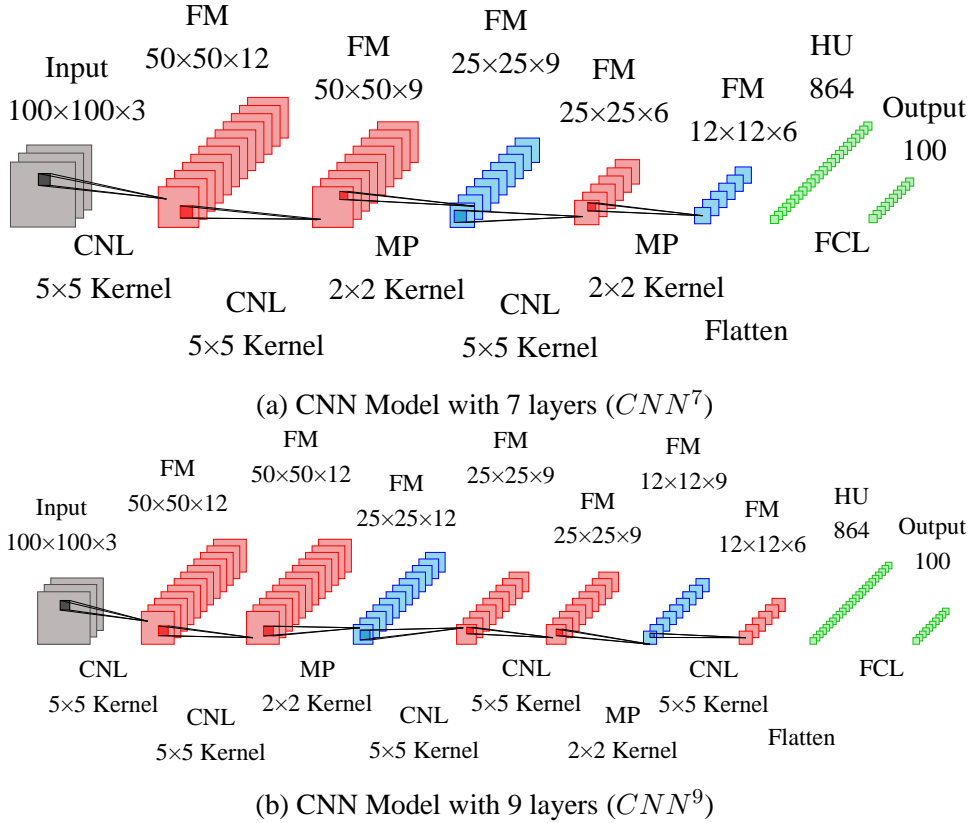 Input
100×100×3
FM
50×50×12
FM
50×50×9
FM
25×25×9
FM
25×25×6
FM
12×12×6
HU
864
Output
100
CNL
5×5 Kernel
CNL
5×5 Kernel
MP
2×2 Kernel
CNL
5×5 Kernel
MP
2×2 Kernel
Flatten
FCL
(a) CNN Model with 7 layers (CNN⁷)
Input
100×100×3
FM
50×50×12
FM
50×50×12
FM
25×25×12
FM
25×25×9
FM
25×25×9
FM
12×12×9
FM
12×12×6
HU
864
Output
100
CNL
5×5 Kernel
CNL
5×5 Kernel
MP
2×2 Kernel
CNL
5×5 Kernel
CNL
5×5 Kernel
MP
2×2 Kernel
CNL
5×5 Kernel
Flatten
FCL
(b) CNN Model with 9 layers (CNN⁹)